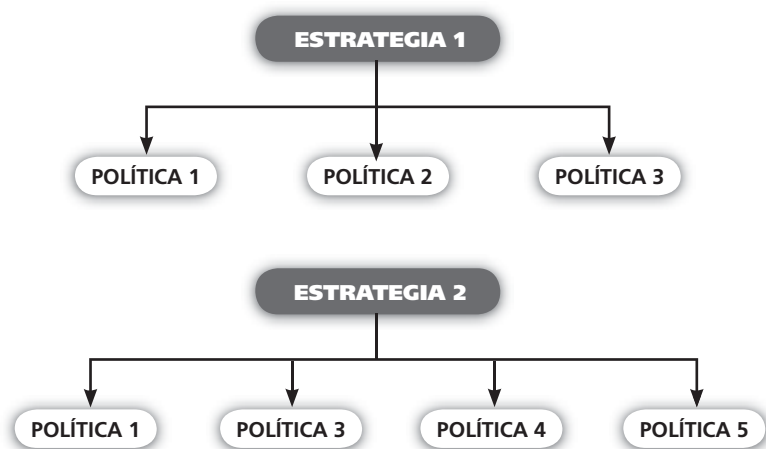 ESTRATEGIA 1
POLÍTICA 1 POLÍTICA 2 POLÍTICA 3
ESTRATEGIA 2
POLÍTICA 1 POLÍTICA 3 POLÍTICA 4 POLÍTICA 5